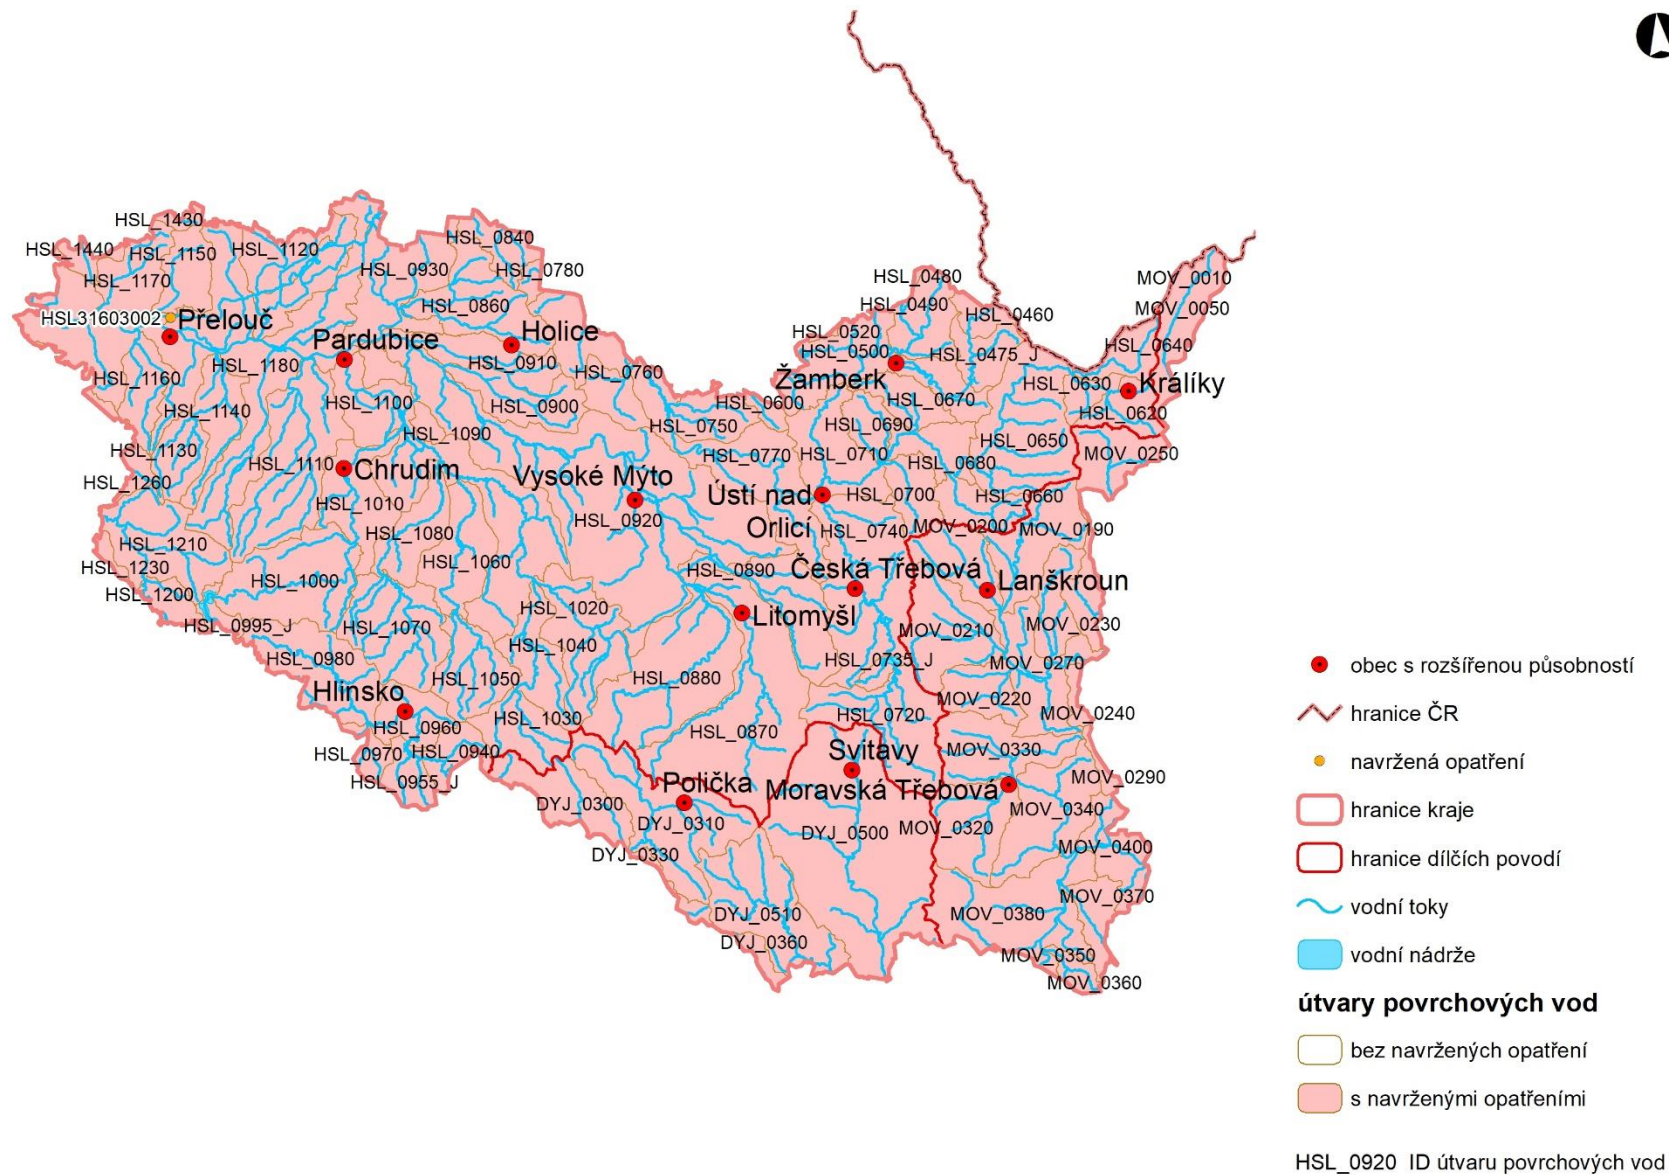 HSL_1430
HSL_1440
HSL_1150
HSL_1120
HSL_0840
HSL_1170
HSL_0930
HSL_0780
HSL_0480
MOV_0010
HSL31603002
Přelouč
HSL_0860
HSL_0490
MOV_0050
Pardubice
Holice
HSL_0520
HSL_0460
HSL_0500
HSL_0475_J
HSL_0640
HSL_1160
HSL_1180
HSL_0910
HSL_0760
Žamberk
HSL_0630
Králíky
HSL_1140
HSL_1100
HSL_0900
HSL_0600
HSL_0670
HSL_0620
HSL_1130
HSL_1090
HSL_0750
HSL_0690
HSL_0650
HSL_1110
Chrudim
HSL_0770
HSL_0710
HSL_0680
MOV_0250
HSL_1260
HSL_1010
Vysoké Mýto
Ústí nad
Orlicí
HSL_0700
HSL_0660
HSL_0920
HSL_1210
HSL_1080
HSL_0740
MOV_0200
MOV_0190
HSL_1230
HSL_1060
HSL_0890
Česká Třebová
Lanškroun
HSL_1200
HSL_1000
HSL_1020
Litomyšl
HSL_0995_J
HSL_1070
HSL_1040
MOV_0210
MOV_0230
HSL_0980
HSL_0735_J
MOV_0270
Hlinsko
HSL_1050
HSL_0880
MOV_0220
HSL_0960
HSL_1030
HSL_0720
MOV_0240
HSL_0970
HSL_0940
HSL_0870
Svitavy
MOV_0330
HSL_0955_J
Polička
Moravská Třebová
MOV_0290
DYJ_0300
DYJ_0310
DYJ_0500
MOV_0320
MOV_0340
DYJ_0330
MOV_0400
DYJ_0510
MOV_0380
MOV_0370
DYJ_0360
MOV_0350
MOV_0360
obec s rozšířenou působností
hranice ČR
navržená opatření
hranice kraje
hranice dílčích povodí
vodní toky
vodní nádrže
útvary povrchových vod
bez navržených opatření
s navrženými opatřeními
HSL_0920 ID útvaru povrchových vod